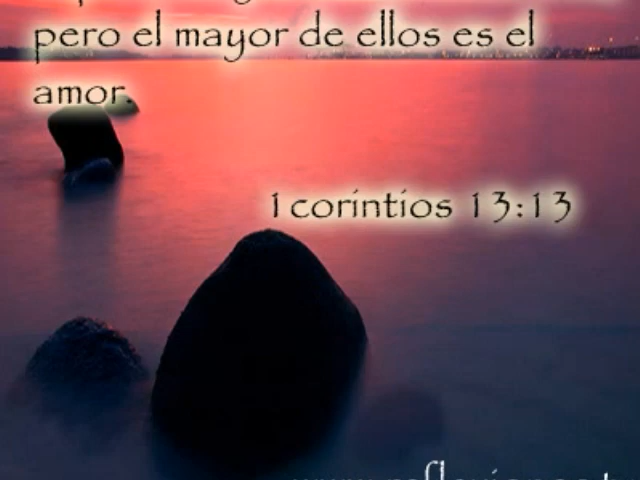 pero el mayor de ellos es el
amor.
1 corintios 13:13